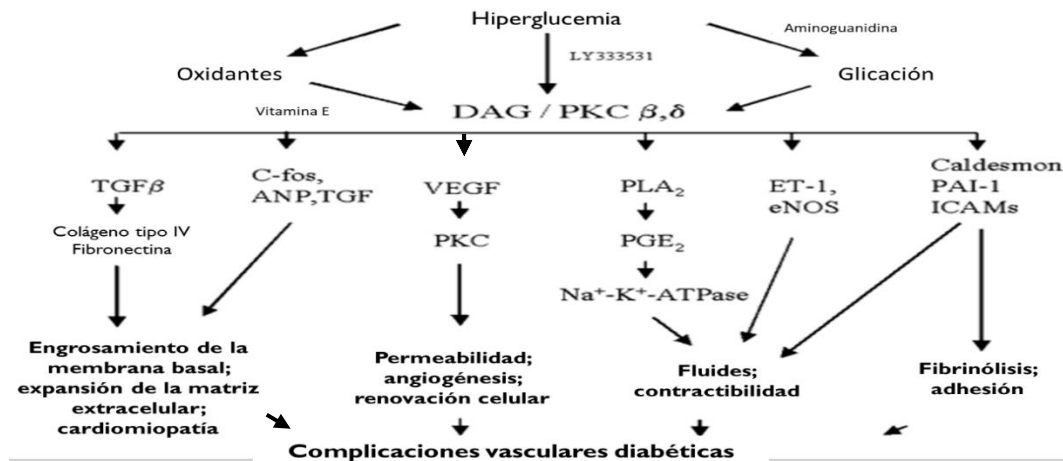 Hiperglucemia
Aminoguanidina
LY333531
Oxidantes
Glicación
Vitamina E
DAG / PKC β,δ
TGFβ
Colágeno tipo IV
Fibronectina
C-fos,
ANP,TGF
VEGF
PKC
PLA₂
PGE₂
Na⁺-K⁺-ATPase
ET-1,
eNOS
Caldesmon
PAI-1
ICAMs
Engrosamiento de la
membrana basal;
expansión de la matriz
extracelular;
cardiomiopatía
Permeabilidad;
angiogénesis;
renovación celular
Fluides;
contractibilidad
Fibrinólisis;
adhesión
Complicaciones vasculares diabéticas